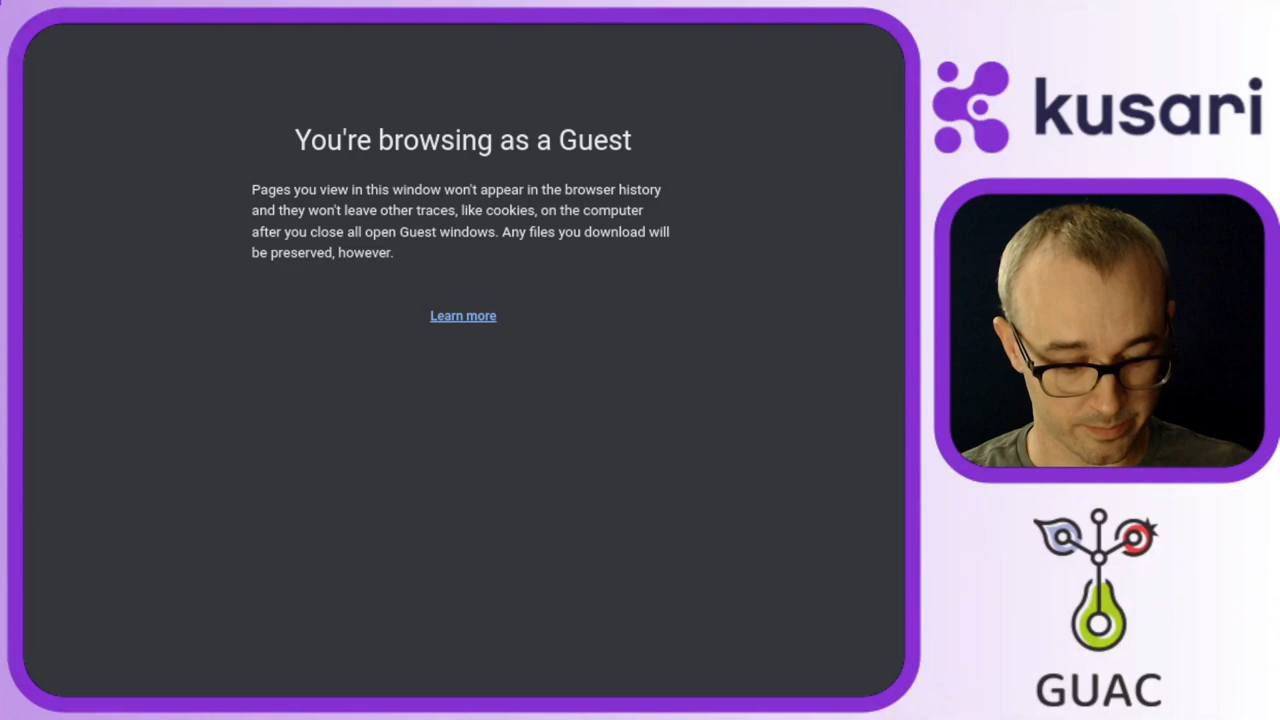 You're browsing as a Guest
Pages you view in this window won't appear in the browser history
and they won't leave other traces, like cookies, on the computer
after you close all open Guest windows. Any files you download will
be preserved, however.
Learn more
kusari
GUAC